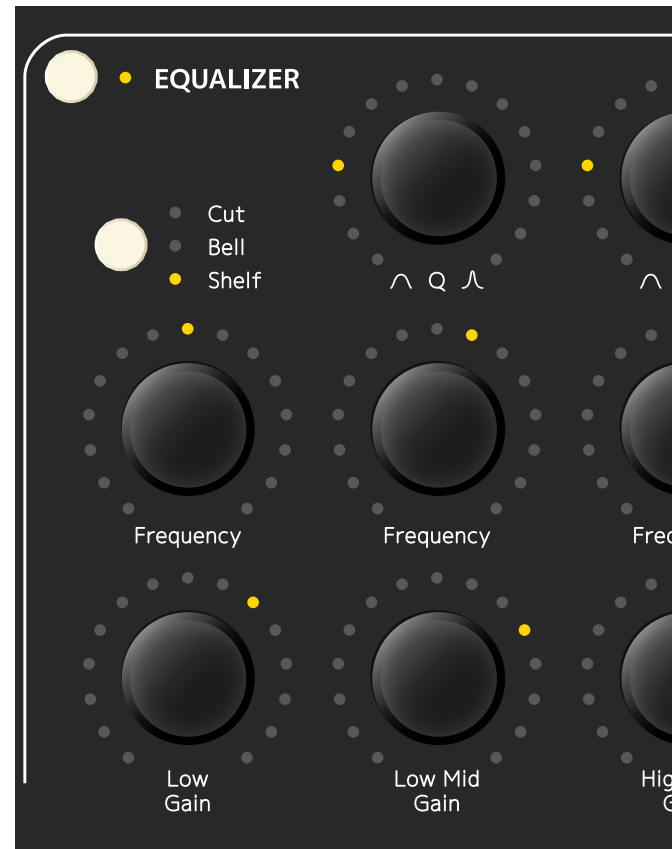 EQUALIZER
Cut
Bell
Shelf
Q
Frequency
Frequency
Low
Gain
Low Mid
Gain